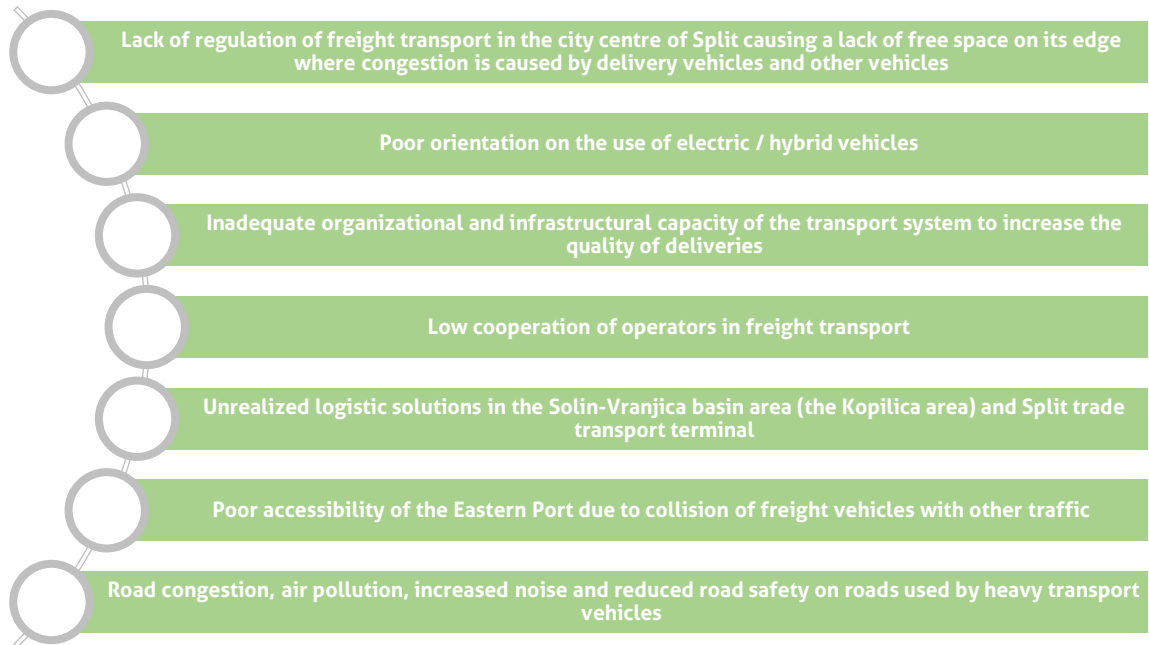 Lack of regulation of freight transport in the city centre of Split causing a lack of free space on its edge
where congestion is caused by delivery vehicles and other vehicles
Poor orientation on the use of electric / hybrid vehicles
Inadequate organizational and infrastructural capacity of the transport system to increase the
quality of deliveries
Low cooperation of operators in freight transport
Unrealized logistic solutions in the Solin-Vranjica basin area (the Kopilica area) and Split trade
transport terminal
Poor accessibility of the Eastern Port due to collision of freight vehicles with other traffic
Road congestion, air pollution, increased noise and reduced road safety on roads used by heavy transport
vehicles